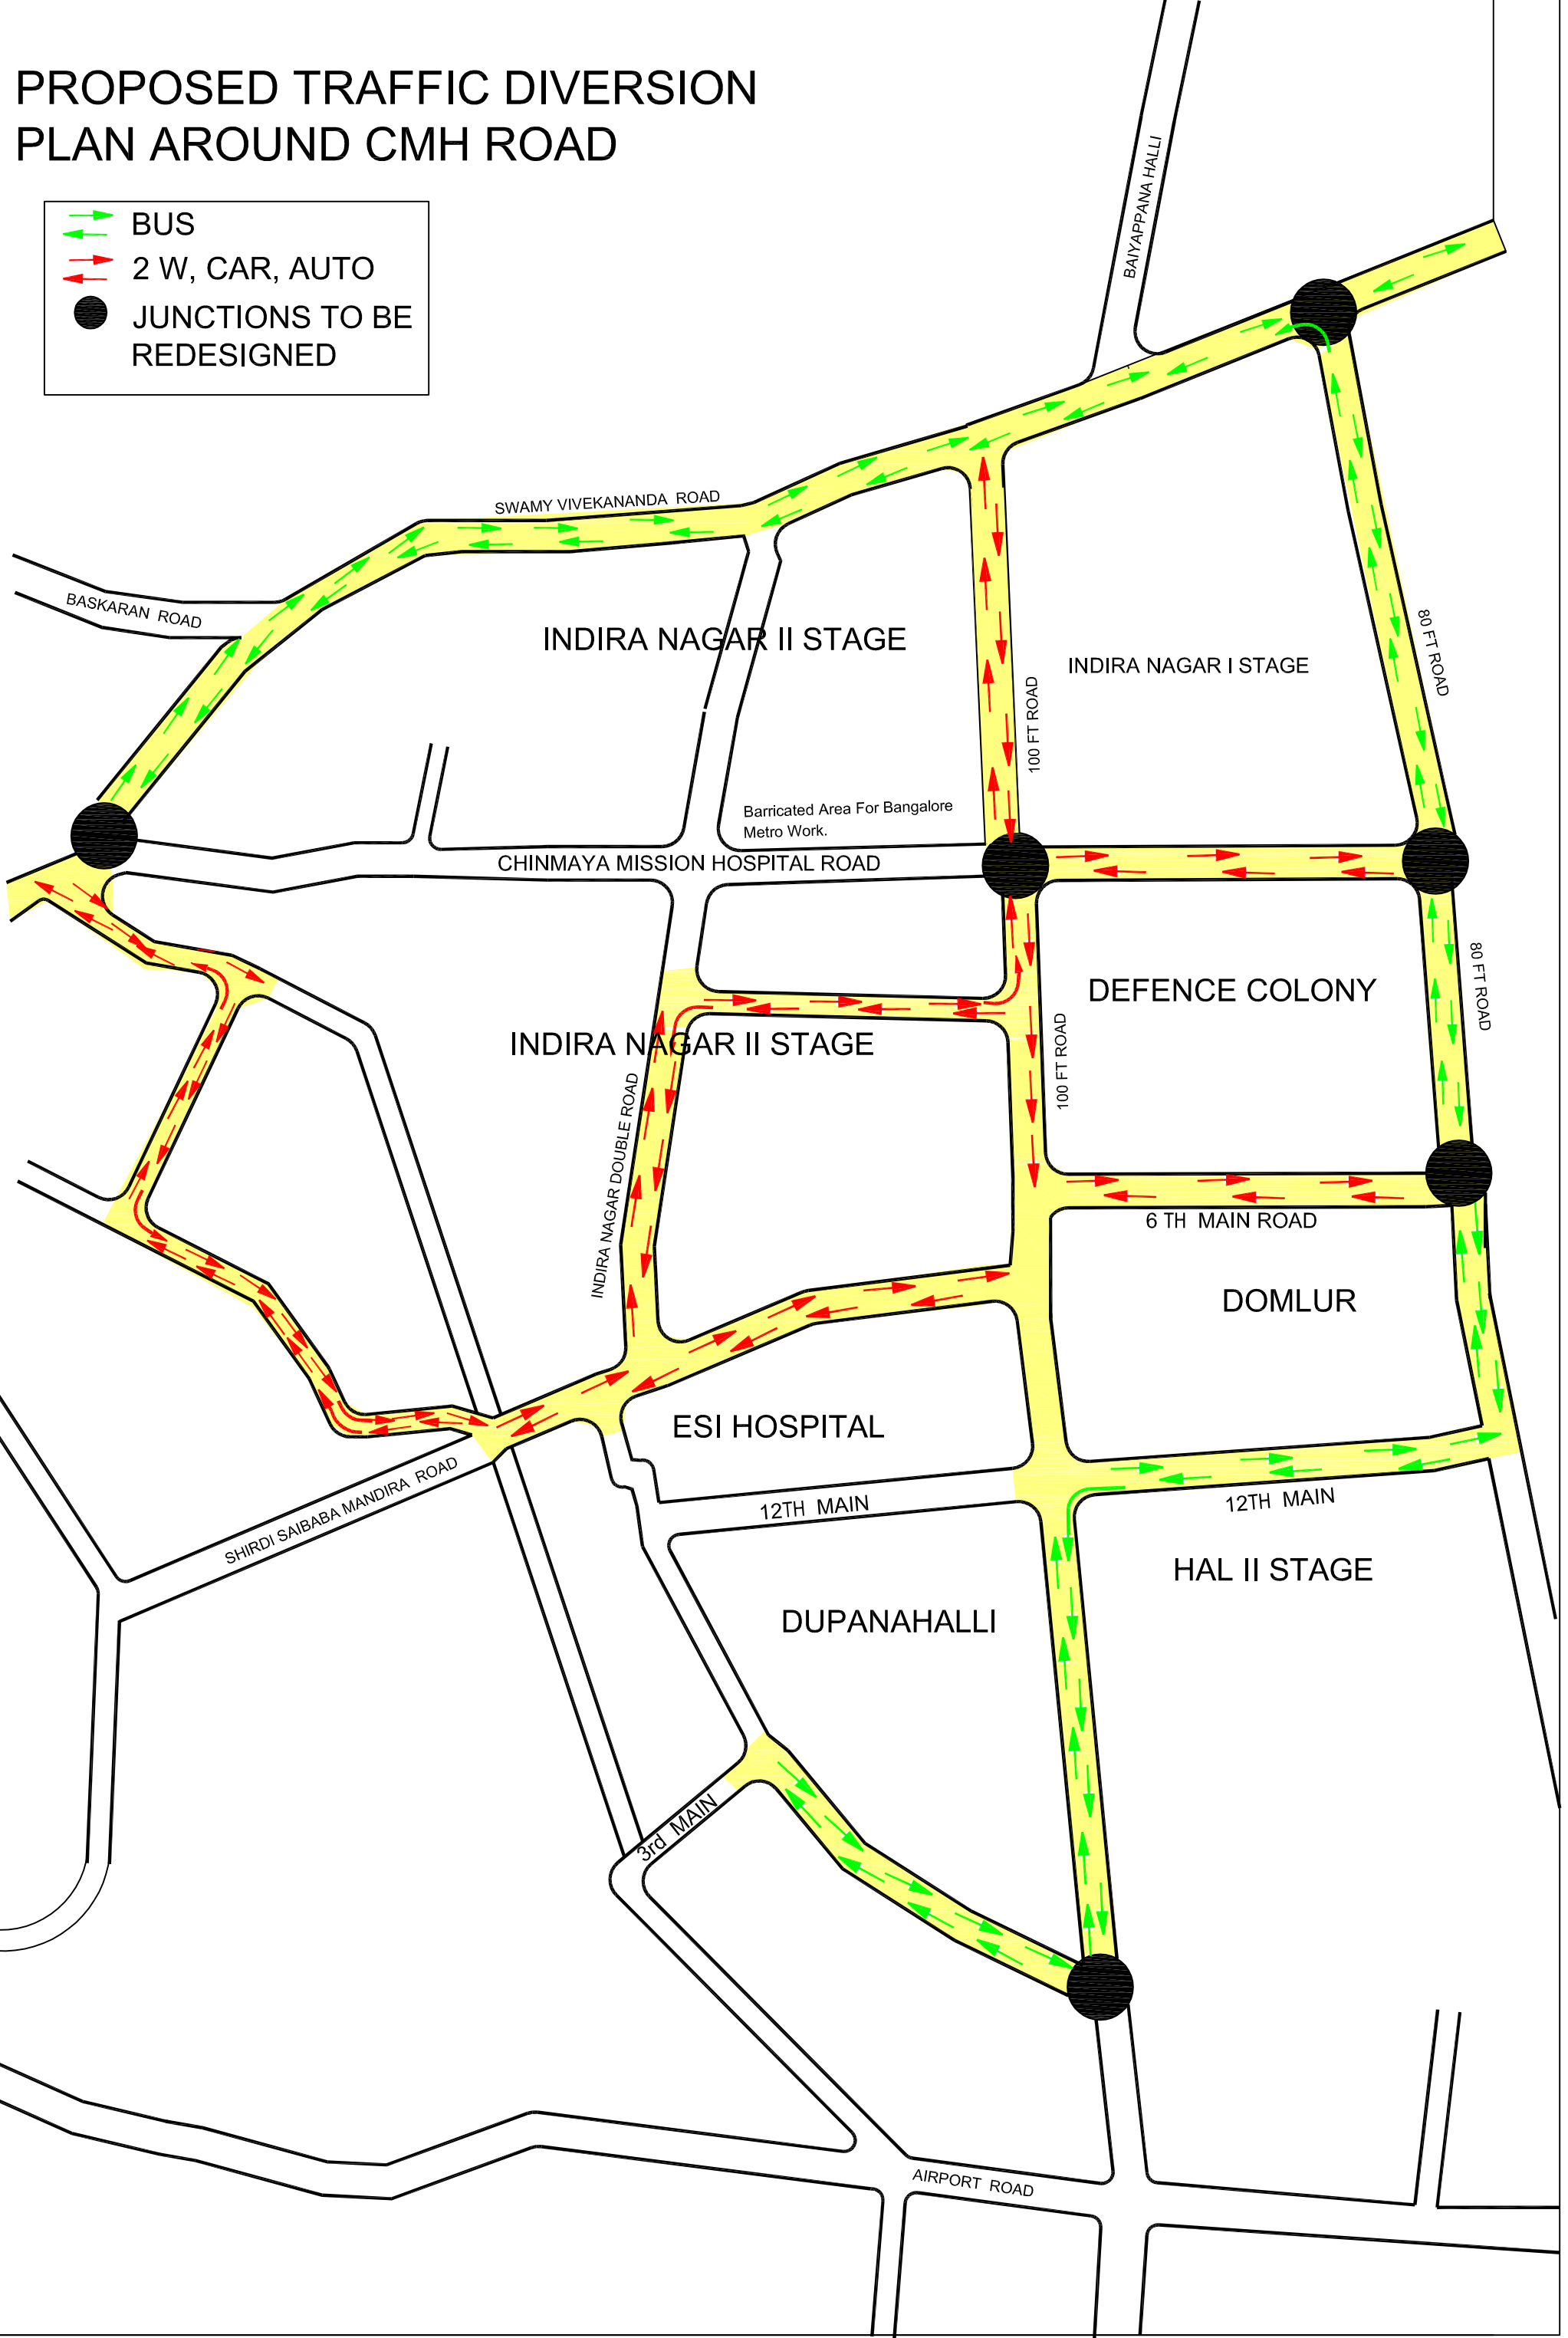 PROPOSED TRAFFIC DIVERSION
PLAN AROUND CMH ROAD
BUS
2 W, CAR, AUTO
JUNCTIONS TO BE
REDESIGNED
BAIYAPPANA HALLI
SWAMY VIVEKANANDA ROAD
BASKARAN ROAD
INDIRA NAGAR II STAGE
INDIRA NAGAR I STAGE
80 FT ROAD
100 FT ROAD
Barricated Area For Bangalore
Metro Work.
CHINMAYA MISSION HOSPITAL ROAD
DEFENCE COLONY
80 FT ROAD
INDIRA NAGAR II STAGE
100 FT ROAD
INDIRA NAGAR DOUBLE ROAD
6 TH MAIN ROAD
DOMLUR
ESI HOSPITAL
SHIRDI SAIBABA MANDIRA ROAD
12TH MAIN
12TH MAIN
HAL II STAGE
DUPANAHALLI
3rd MAIN
AIRPORT ROAD